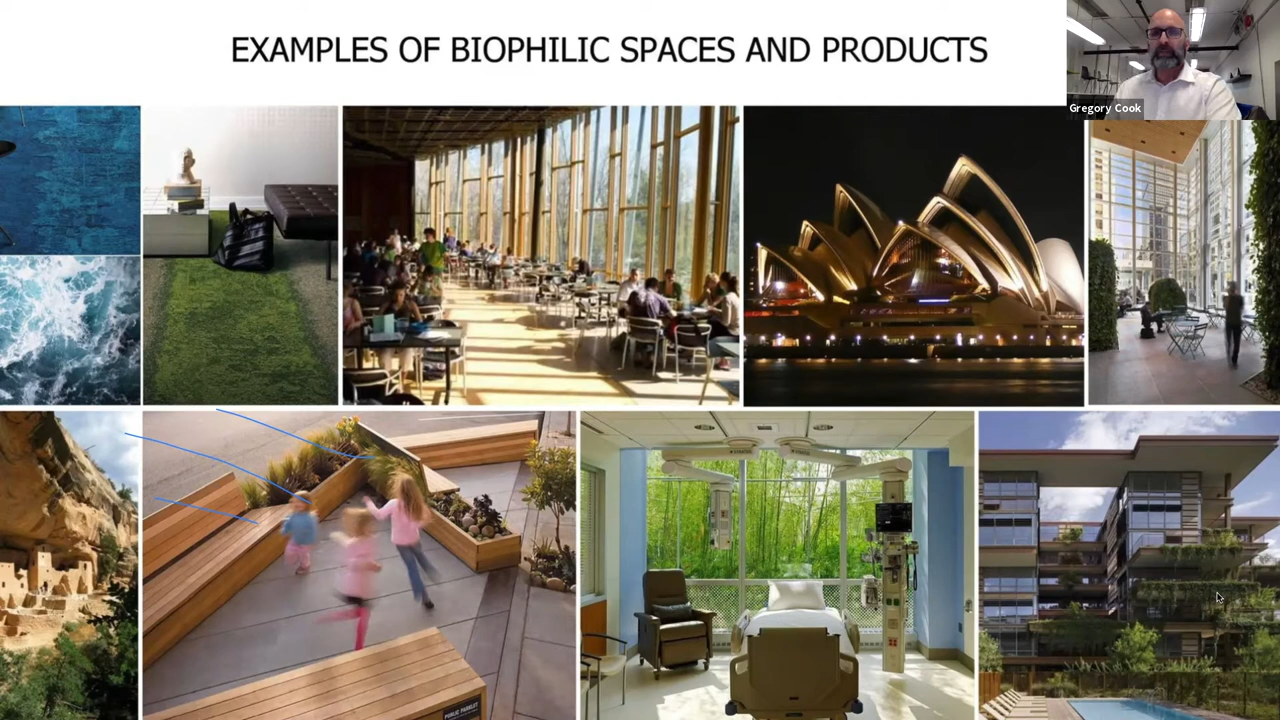 EXAMPLES OF BIOPHILIC SPACES AND PRODUCTS
Gregory Cook
PUBLIC PARKLET